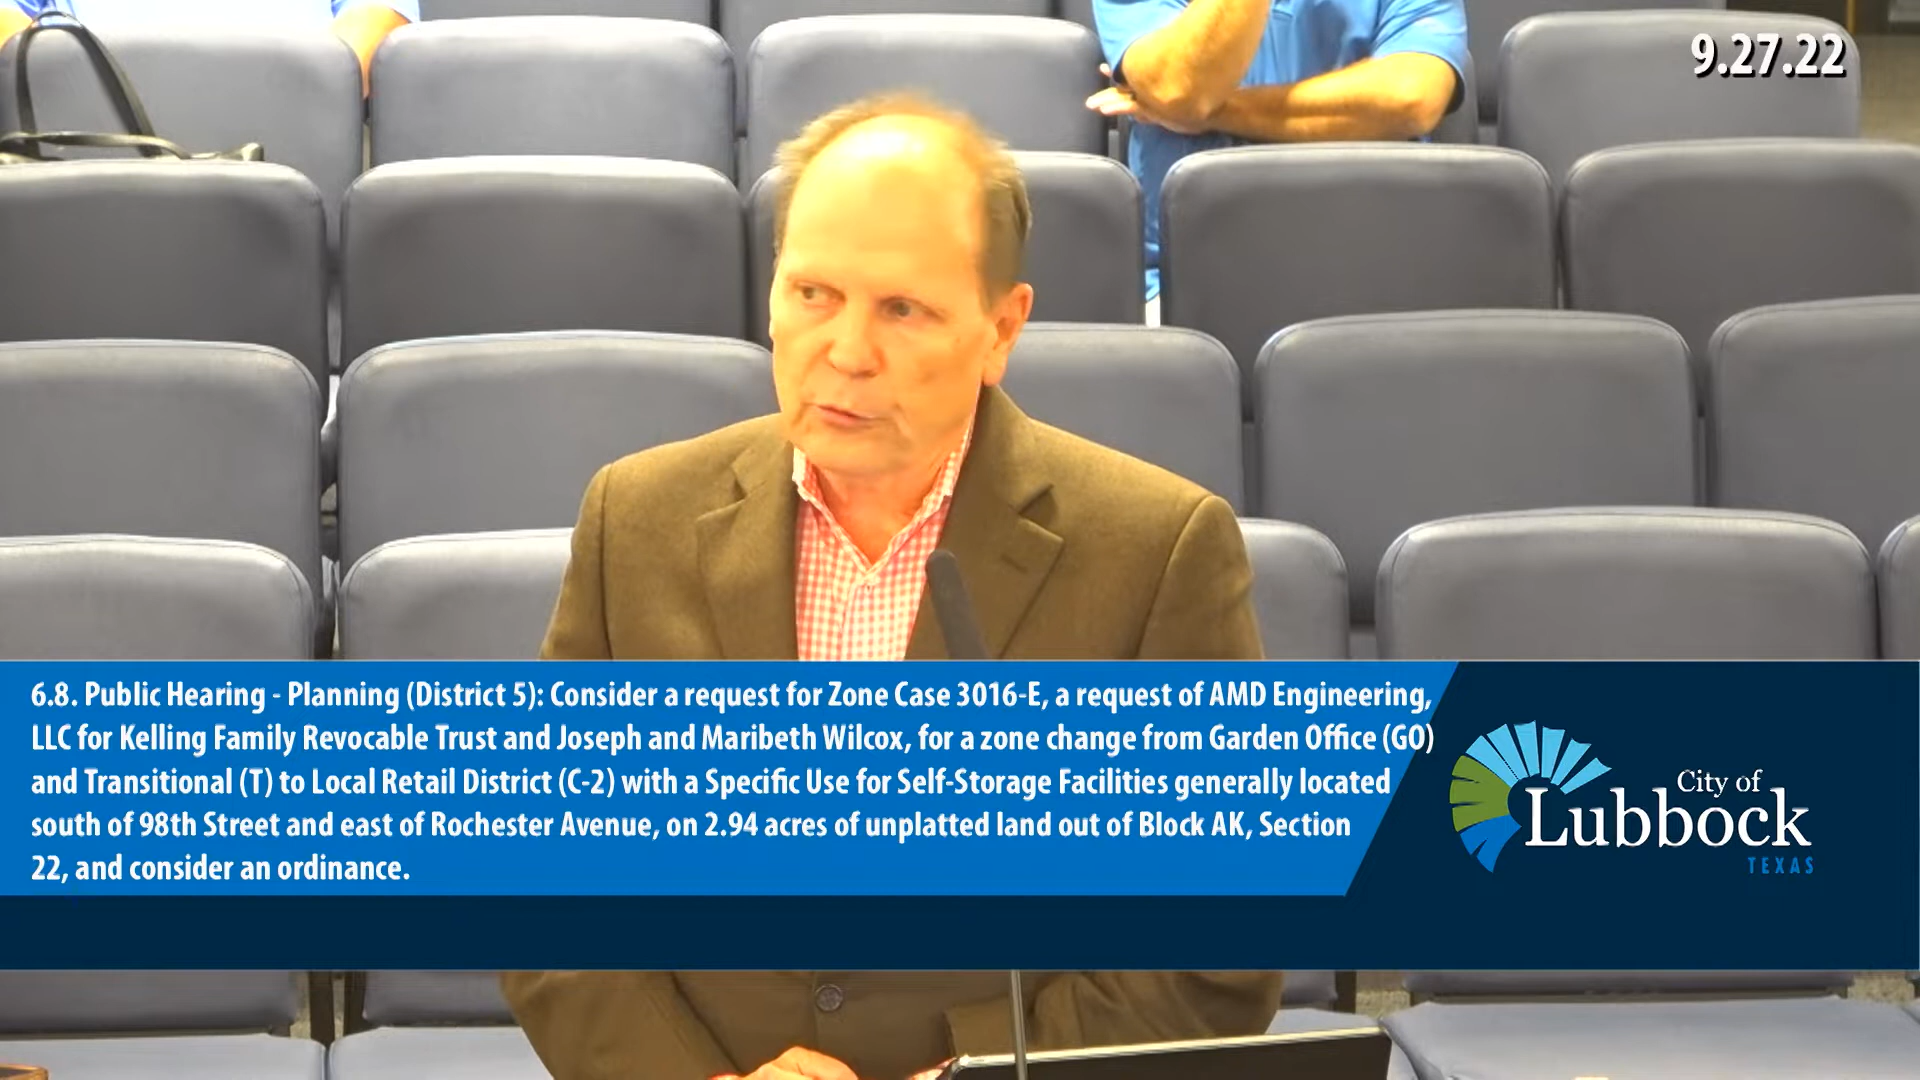 9.27.22
6.8. Public Hearing - Planning (District 5): Consider a request for Zone Case 3016-E, a request of AMD Engineering,
LLC for Kelling Family Revocable Trust and Joseph and Maribeth Wilcox, for a zone change from Garden Office (GO)
and Transitional (T) to Local Retail District (C-2) with a Specific Use for Self-Storage Facilities generally located
south of 98th Street and east of Rochester Avenue, on 2.94 acres of unplatted land out of Block AK, Section
22, and consider an ordinance.
City of
Lubbock
TEXAS